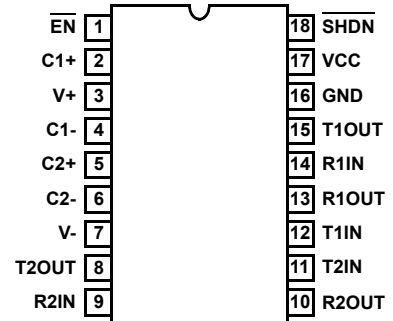 EN 1 18 SHDN
C1+ 2 17 VCC
V+ 3 16 GND
C1- 4 15 T1OUT
C2+ 5 14 R1IN
C2- 6 13 R1OUT
V- 7 12 T1IN
T2OUT 8 11 T2IN
R2IN 9 10 R2OUT